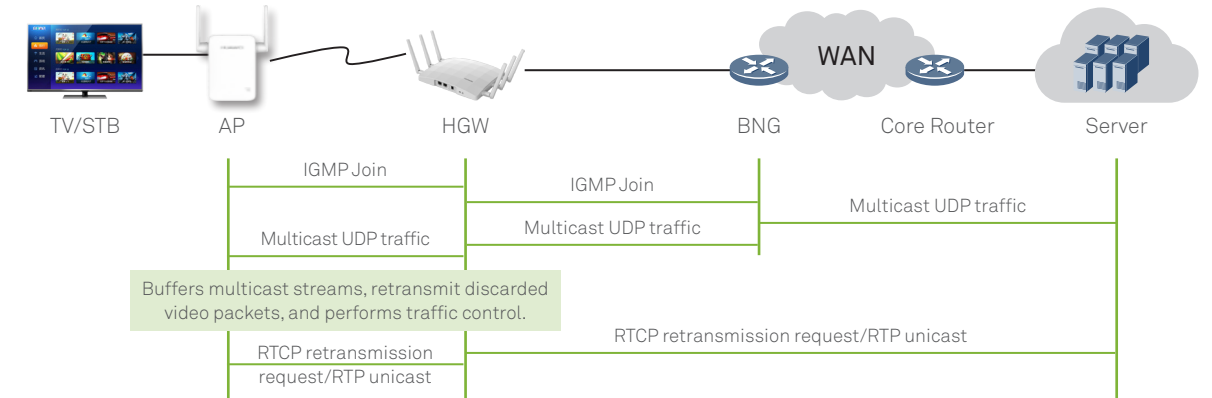 WAN
TV/STB
AP
HGW
BNG
Core Router
Server
IGMP Join
IGMP Join
Multicast UDP traffic
Multicast UDP traffic
Multicast UDP traffic
Buffers multicast streams, retransmit discarded
video packets, and performs traffic control.
RTCP retransmission request/RTP unicast
RTCP retransmission
request/RTP unicast